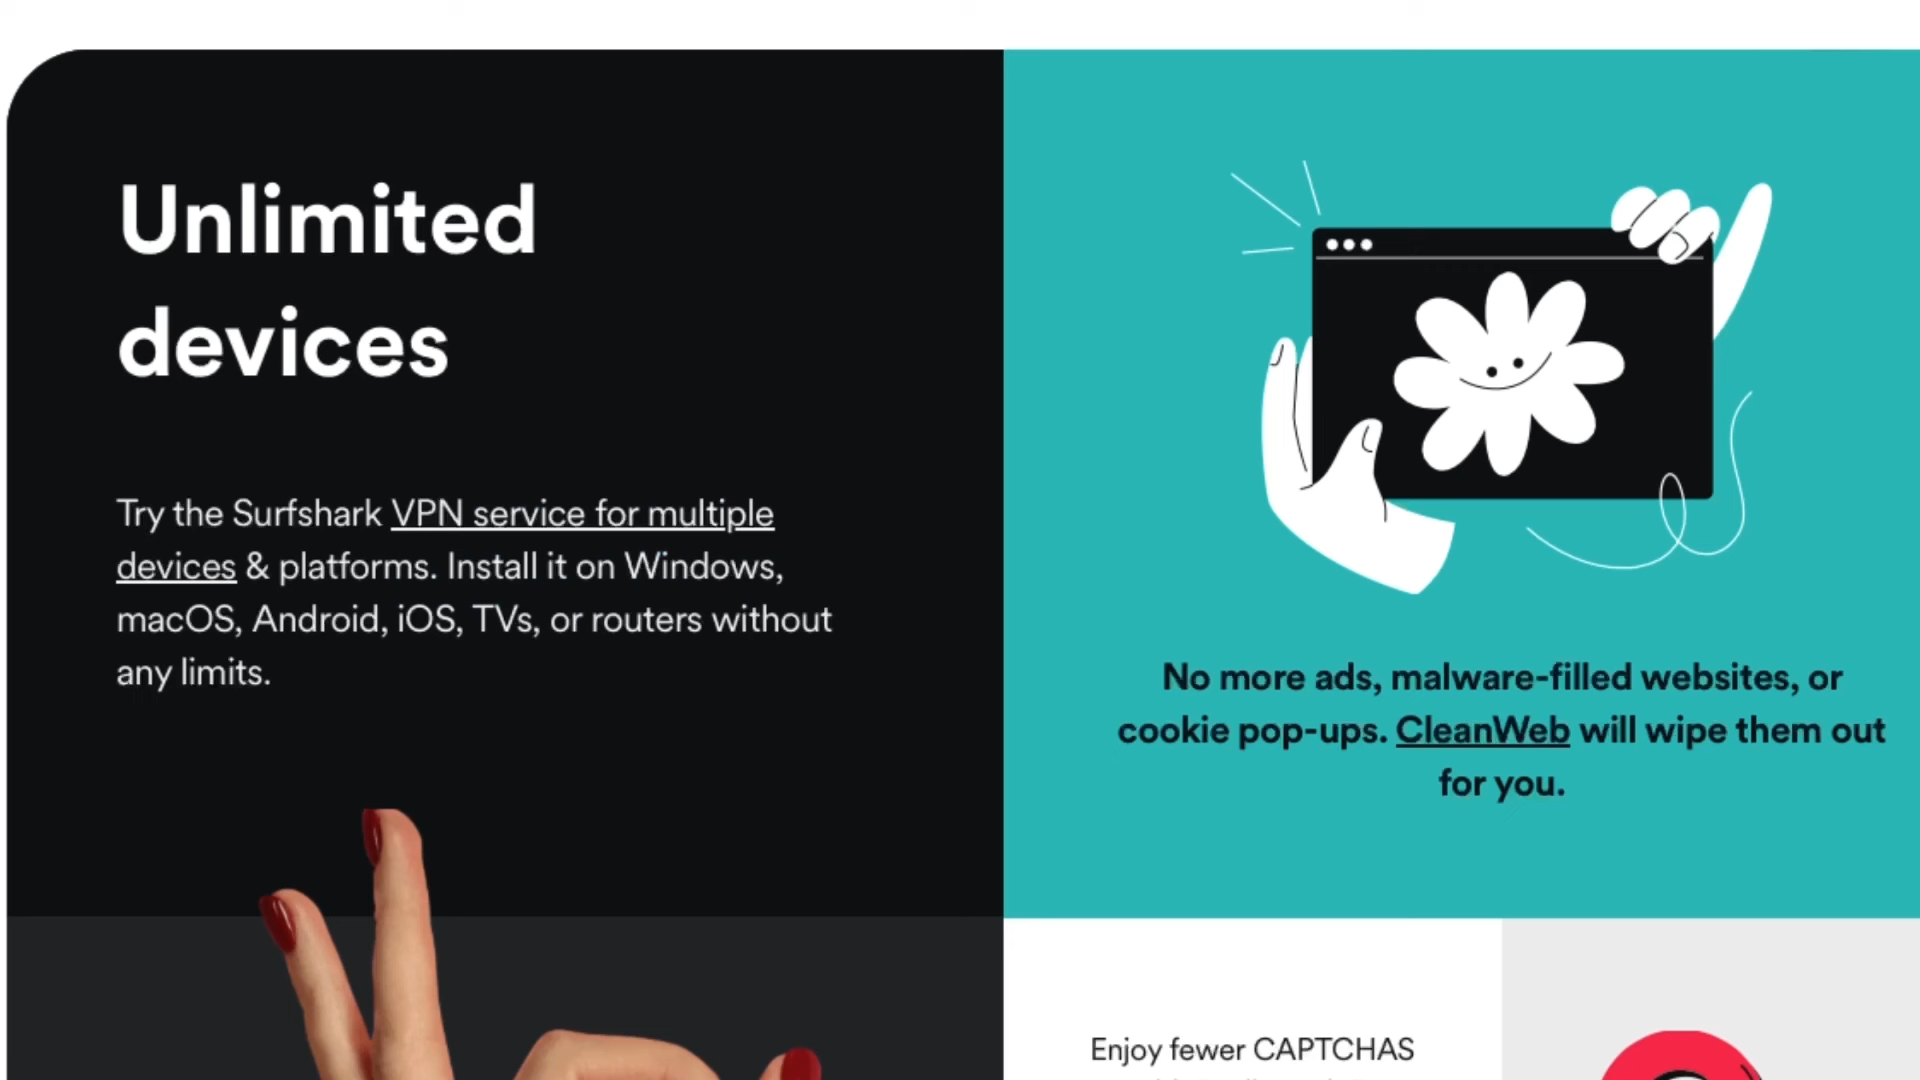 Unlimited
devices
Try the Surfshark VPN service for multiple
devices & platforms. Install it on Windows,
macOS, Android, iOS, TVs, or routers without
any limits.
No more ads, malware-filled websites, or
cookie pop-ups. CleanWeb will wipe them out
for you.
Enjoy fewer CAPTCHAS